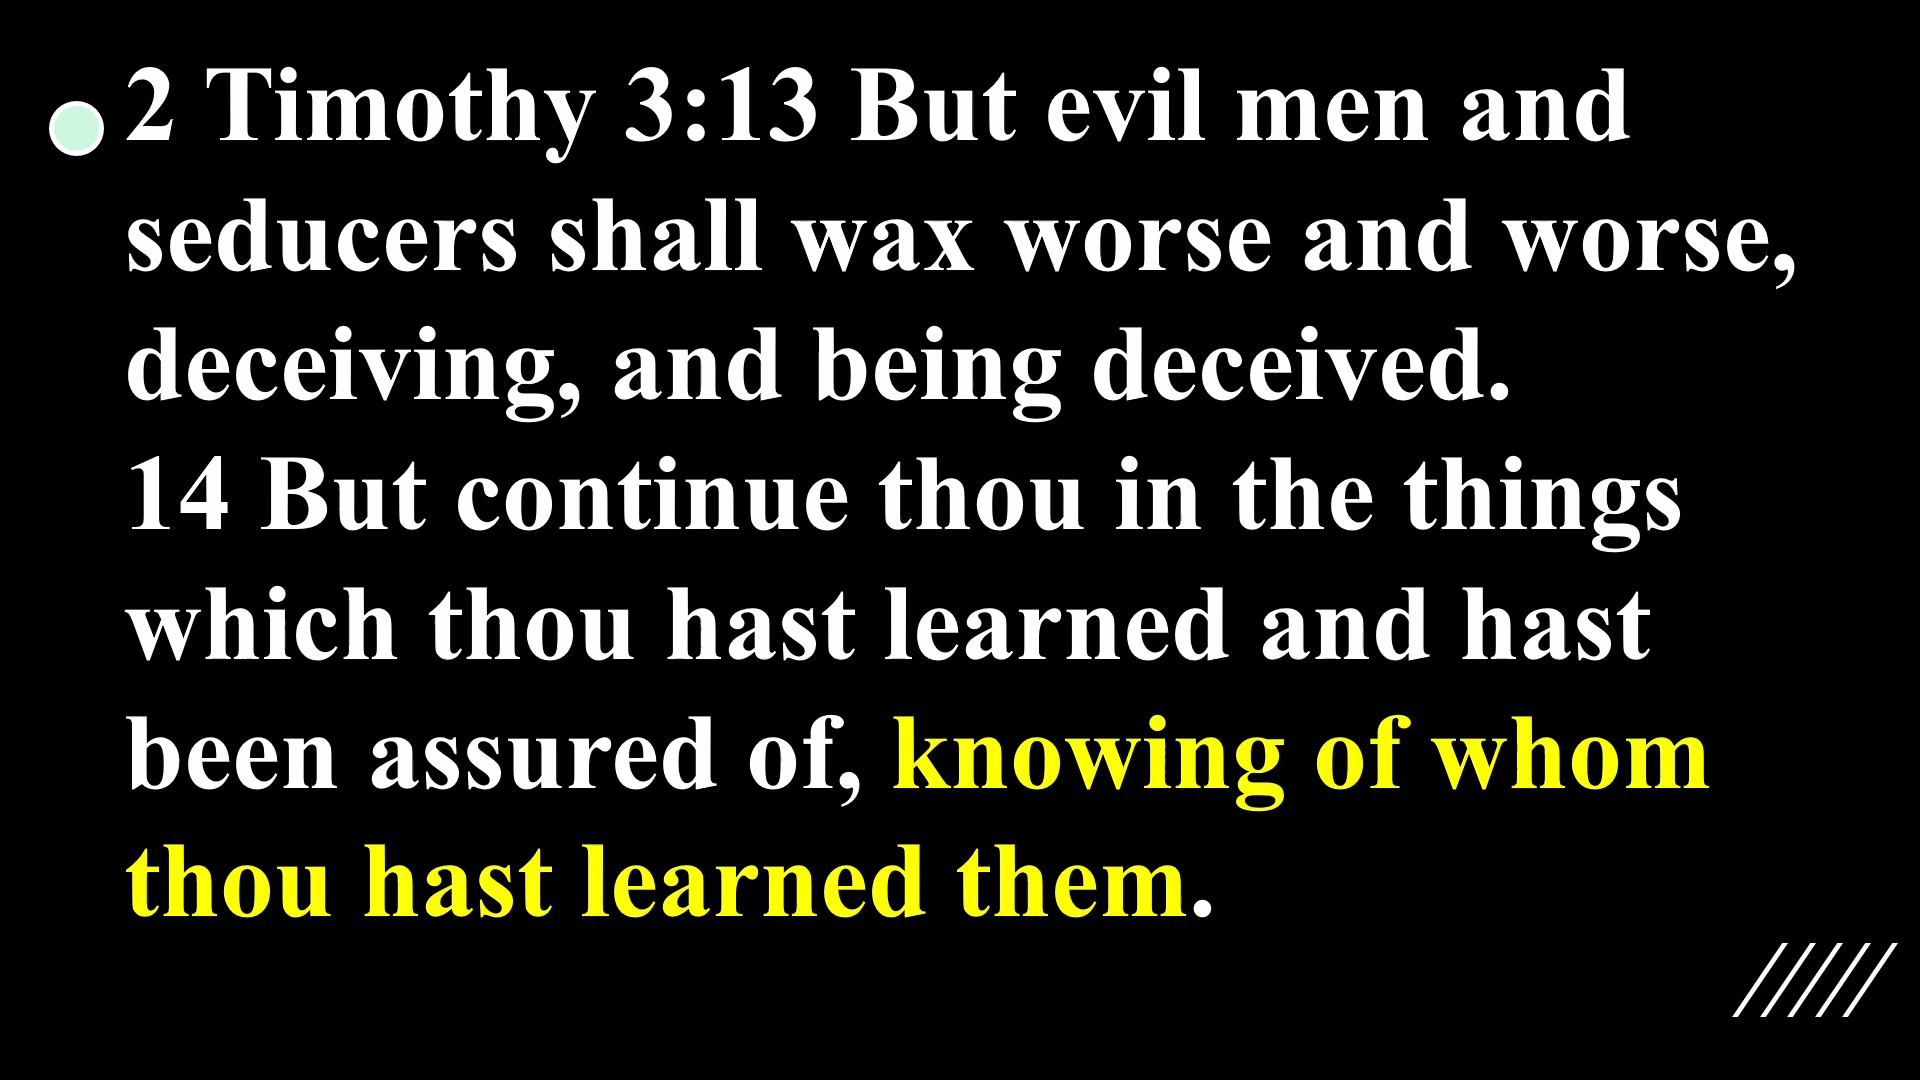 2 Timothy 3:13 But evil men and
seducers shall wax worse and worse,
deceiving, and being deceived.
14 But continue thou in the things
which thou hast learned and hast
been assured of, knowing of whom
thou hast learned them.